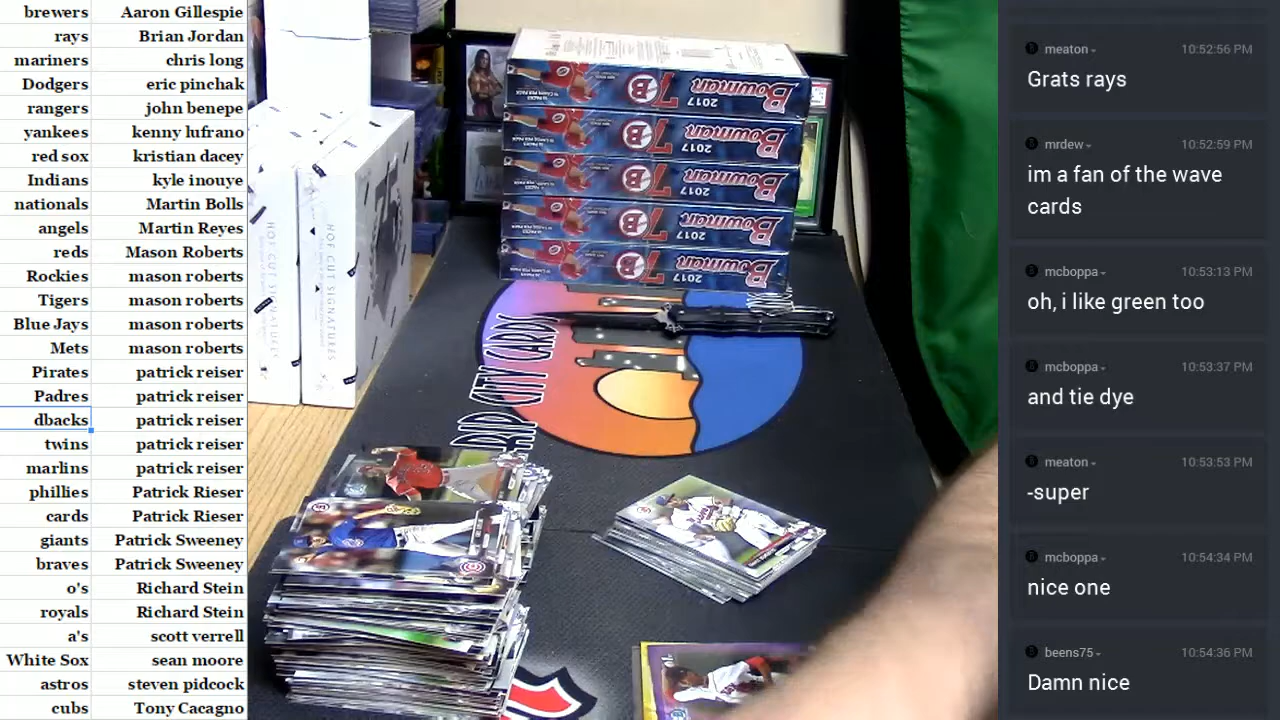 brewers Aaron Gillespie
rays Brian Jordan
mariners chris long
Dodgers eric pinchak
rangers john benepe
yankees kenny lufrano
red sox kristian dacey
Indians kyle inouye
nationals Martin Bolls
angels Martin Reyes
reds Mason Roberts
Rockies mason roberts
Tigers mason roberts
Blue Jays mason roberts
Mets mason roberts
Pirates patrick reiser
Padres patrick reiser
dbacks patrick reiser
twins patrick reiser
marlins patrick reiser
phillies Patrick Rieser
cards Patrick Rieser
giants Patrick Sweeney
braves Patrick Sweeney
o's Richard Stein
royals Richard Stein
a's scott verrell
White Sox sean moore
astros steven pidcock
cubs Tony Cacagno
2017 Bowman
2017 Bowman
2017 Bowman
2017 Bowman
2017 Bowman
HOF CUT SIGNATURES
HOF CUT SIGNATURES
RIP CITY CARDS
meaton 10:52:56 PM
Grats rays
mrdew 10:52:59 PM
im a fan of the wave
cards
mcboppa 10:53:13 PM
oh, i like green too
mcboppa 10:53:37 PM
and tie dye
meaton 10:53:53 PM
-super
mcboppa 10:54:34 PM
nice one
beens75 10:54:36 PM
Damn nice